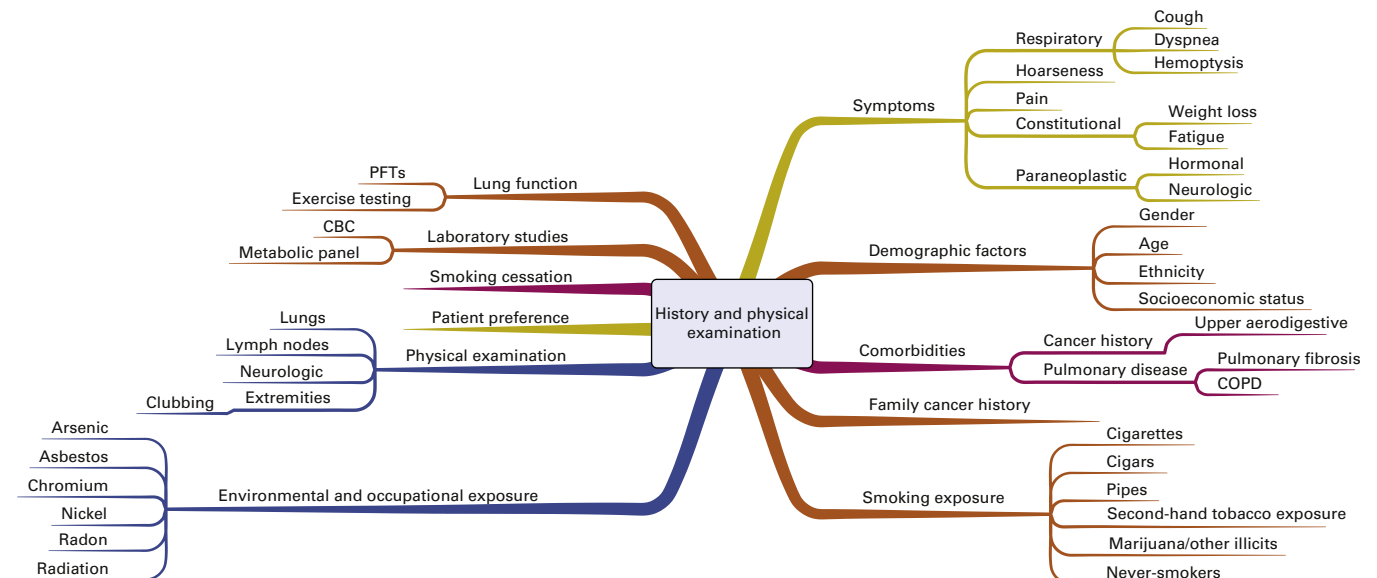 Cough
Respiratory
Dyspnea
Hemoptysis
Hoarseness
Symptoms
Pain
Constitutional
Weight loss
Fatigue
Paraneoplastic
Hormonal
Neurologic
PFTs
Lung function
Exercise testing
CBC
Laboratory studies
Metabolic panel
Smoking cessation
Patient preference
Lungs
Lymph nodes
Physical examination
Neurologic
Extremities
Clubbing
Arsenic
Asbestos
Chromium
Environmental and occupational exposure
Nickel
Radon
Radiation
History and physical
examination
Gender
Demographic factors
Age
Ethnicity
Socioeconomic status
Upper aerodigestive
Comorbidities
Cancer history
Pulmonary disease
Pulmonary fibrosis
COPD
Family cancer history
Cigarettes
Cigars
Smoking exposure
Pipes
Second-hand tobacco exposure
Marijuana/other illicits
Never-smokers